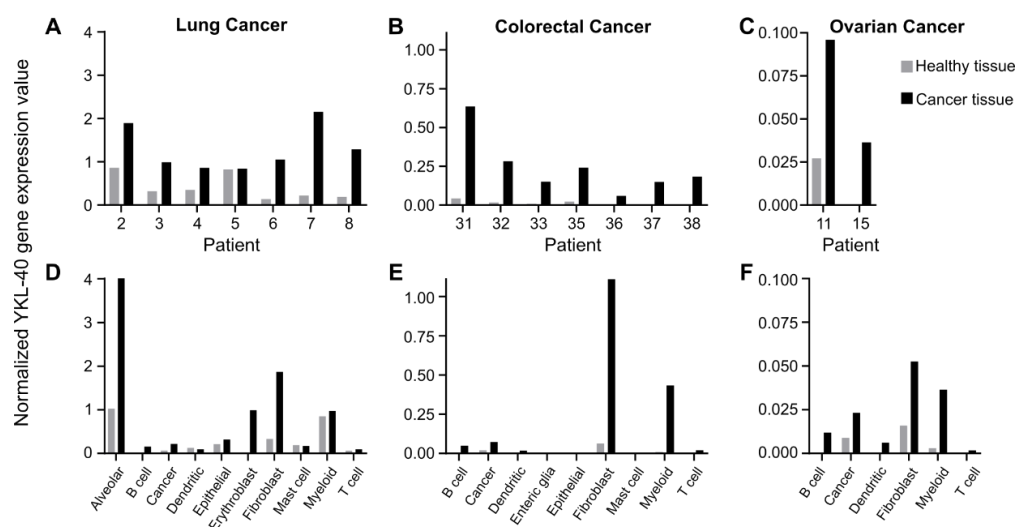 Normalized YKL-40 gene expression value
A
Lung Cancer
4
3
2
1
0
2 3 4 5 6 7 8
Patient
B
Colorectal Cancer
1.00
0.75
0.50
0.25
0.00
31 32 33 35 36 37 38
Patient
C
Ovarian Cancer
0.100
0.075
0.050
0.025
0.000
11 15
Patient
Healthy tissue
Cancer tissue
D
4
3
2
1
0
Alveolar
B cell
Cancer
Dendritic
Epithelial
Erythroblast
Fibroblast
Mast cell
Myeloid
T cell
E
1.00
0.75
0.50
0.25
0.00
B cell
Cancer
Dendritic
Enteric glia
Epithelial
Fibroblast
Mast cell
Myeloid
T cell
F
0.100
0.075
0.050
0.025
0.000
B cell
Cancer
Dendritic
Fibroblast
Myeloid
T cell